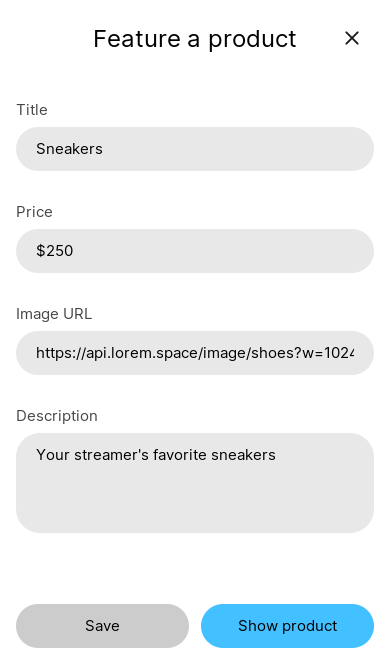 Feature a product
Title
Sneakers
Price
$250
Image URL
https://api.lorem.space/image/shoes?w=1024
Description
Your streamer's favorite sneakers
Save
Show product